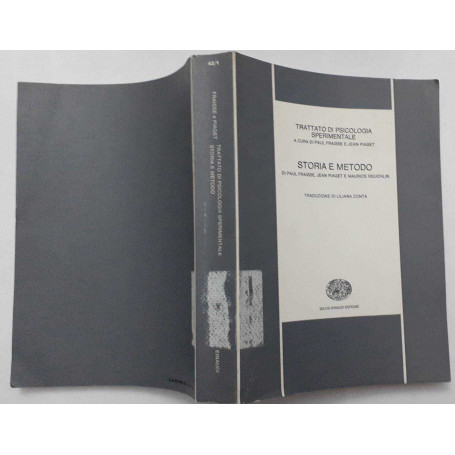 TRATTATO DI PSICOLOGIA
SPERIMENTALE
A CURA DI PAUL FRAISSE E JEAN PIAGET
STORIA E METODO
DI PAUL FRAISSE, JEAN PIAGET E MAURICE REUCHLIN
TRADUZIONE DI LILIANA ZONTA
GIULIO EINAUDI EDITORE
42/1
FRAISSE e PIAGET
TRATTATO DI PSICOLOGIA SPERIMENTALE
STORIA E METODO
EINAUDI